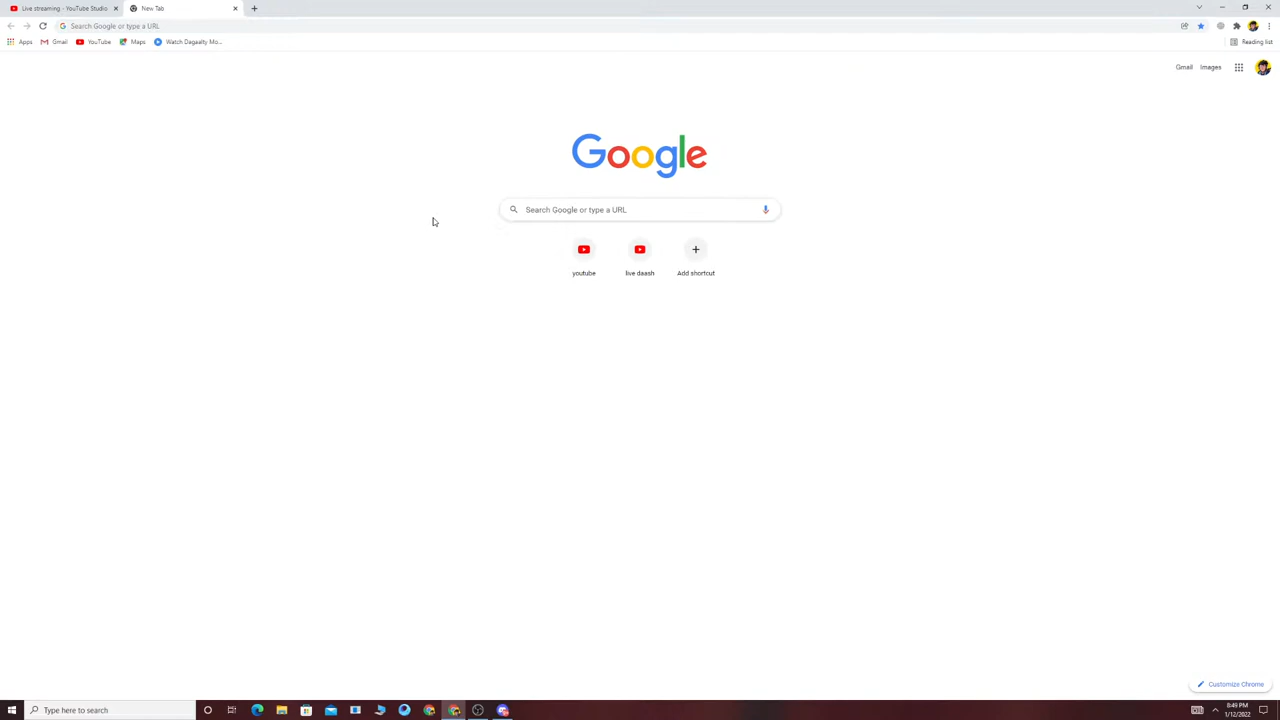 Live streaming - YouTube Studio
New Tab
Search Google or type a URL
Apps
Gmail
YouTube
Maps
Watch Dagaalty Mo...
Reading list
Gmail
Images
Google
Search Google or type a URL
youtube
live daash
Add shortcut
Customize Chrome
Type here to search
8:49 PM
1/12/2022